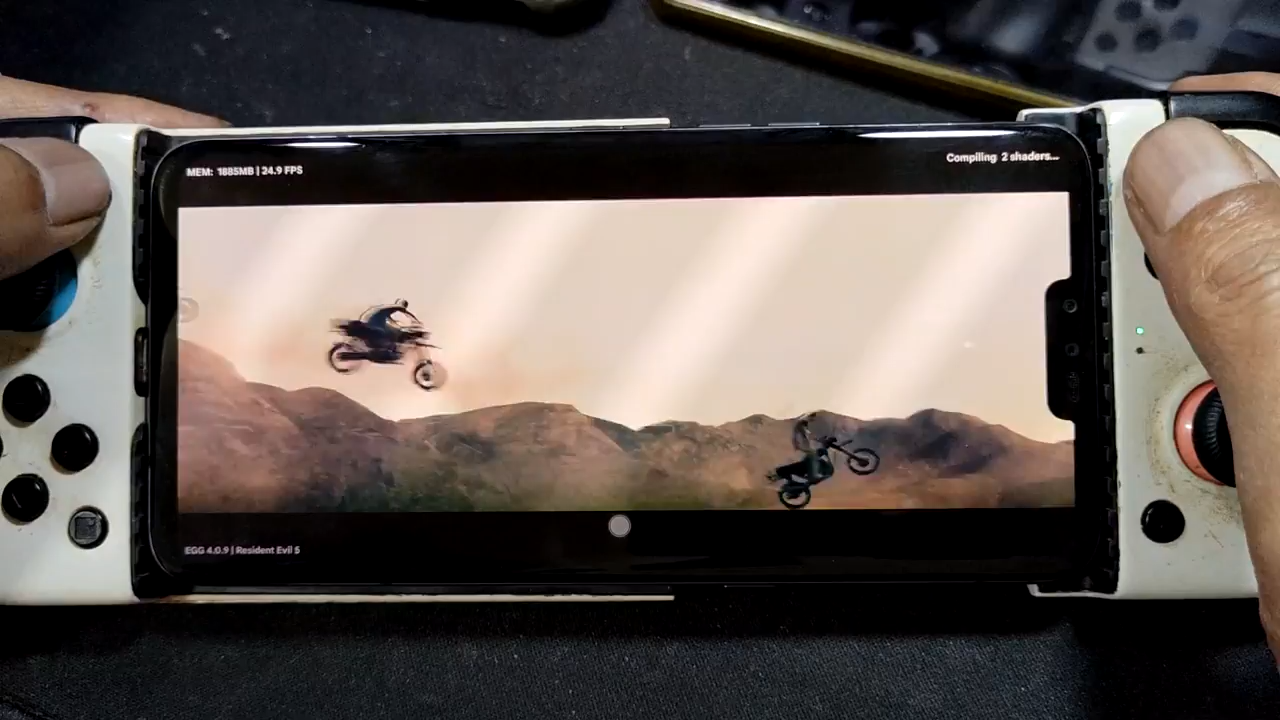 MEM: 1885MB | 24.9 FPS
Compiling 2 shaders...
EGG 4.0.9 | Resident Evil 5